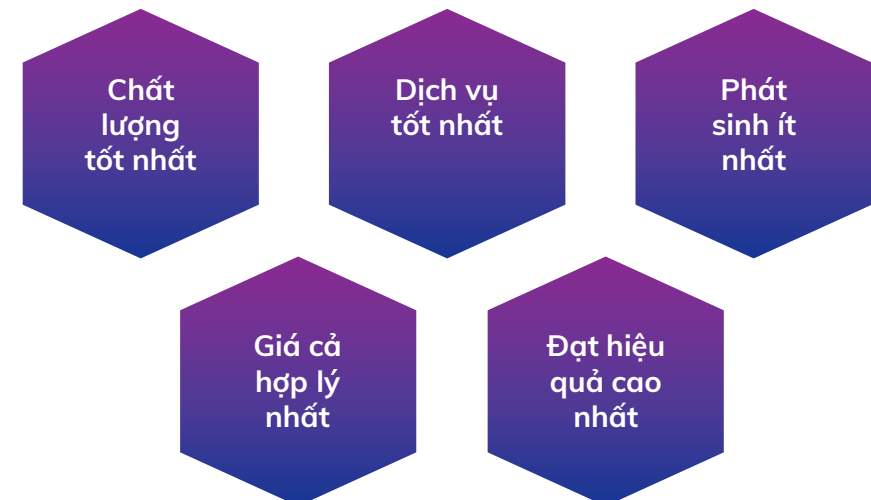 Chất
lượng
tốt nhất
Dịch vụ
tốt nhất
Phát
sinh ít
nhất
Giá cả
hợp lý
nhất
Đạt hiệu
quả cao
nhất